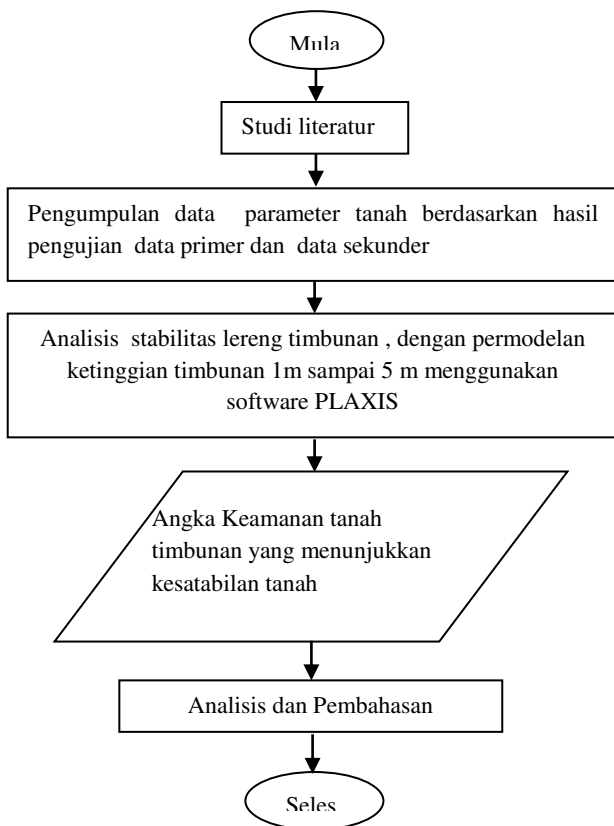 Mula
Studi literatur
Pengumpulan data parameter tanah berdasarkan hasil
pengujian data primer dan data sekunder
Analisis stabilitas lereng timbunan , dengan permodelan
ketinggian timbunan 1m sampai 5 m menggunakan
software PLAXIS
Angka Keamanan tanah
timbunan yang menunjukkan
kesatabilan tanah
Analisis dan Pembahasan
Seles